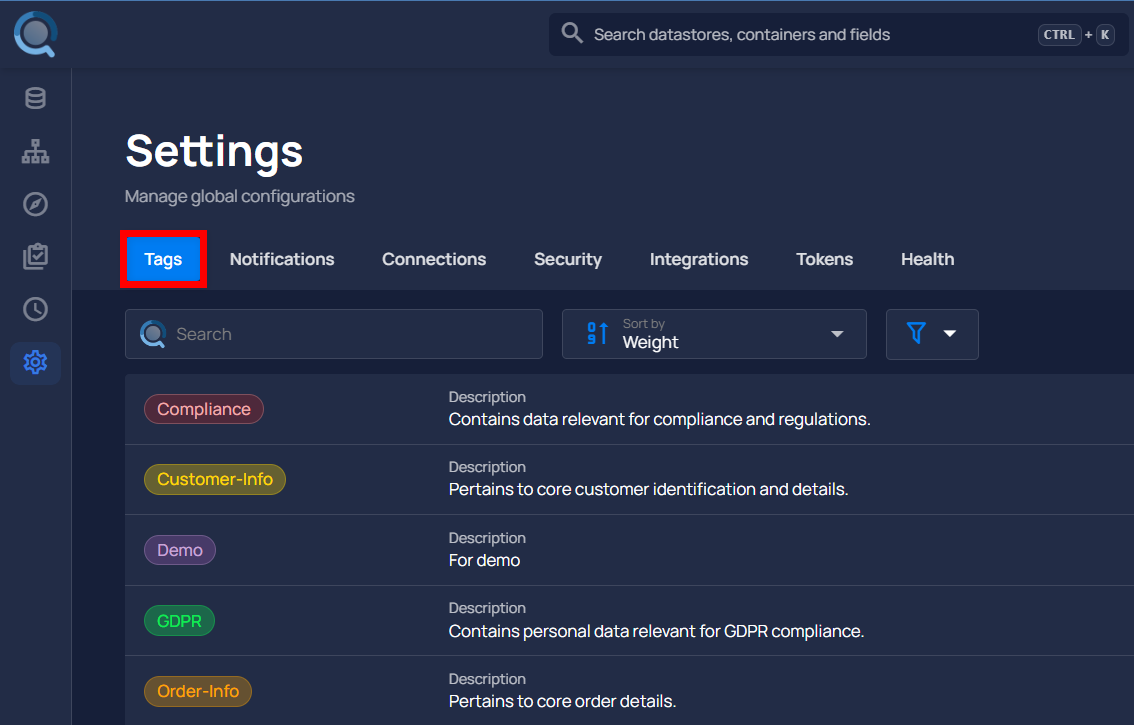 Search datastores, containers and fields CTRL + K
Settings
Manage global configurations
Tags Notifications Connections Security Integrations Tokens Health
Search
Sort by
Weight
Compliance
Description
Contains data relevant for compliance and regulations.
Customer-Info
Description
Pertains to core customer identification and details.
Demo
Description
For demo
GDPR
Description
Contains personal data relevant for GDPR compliance.
Order-Info
Description
Pertains to core order details.